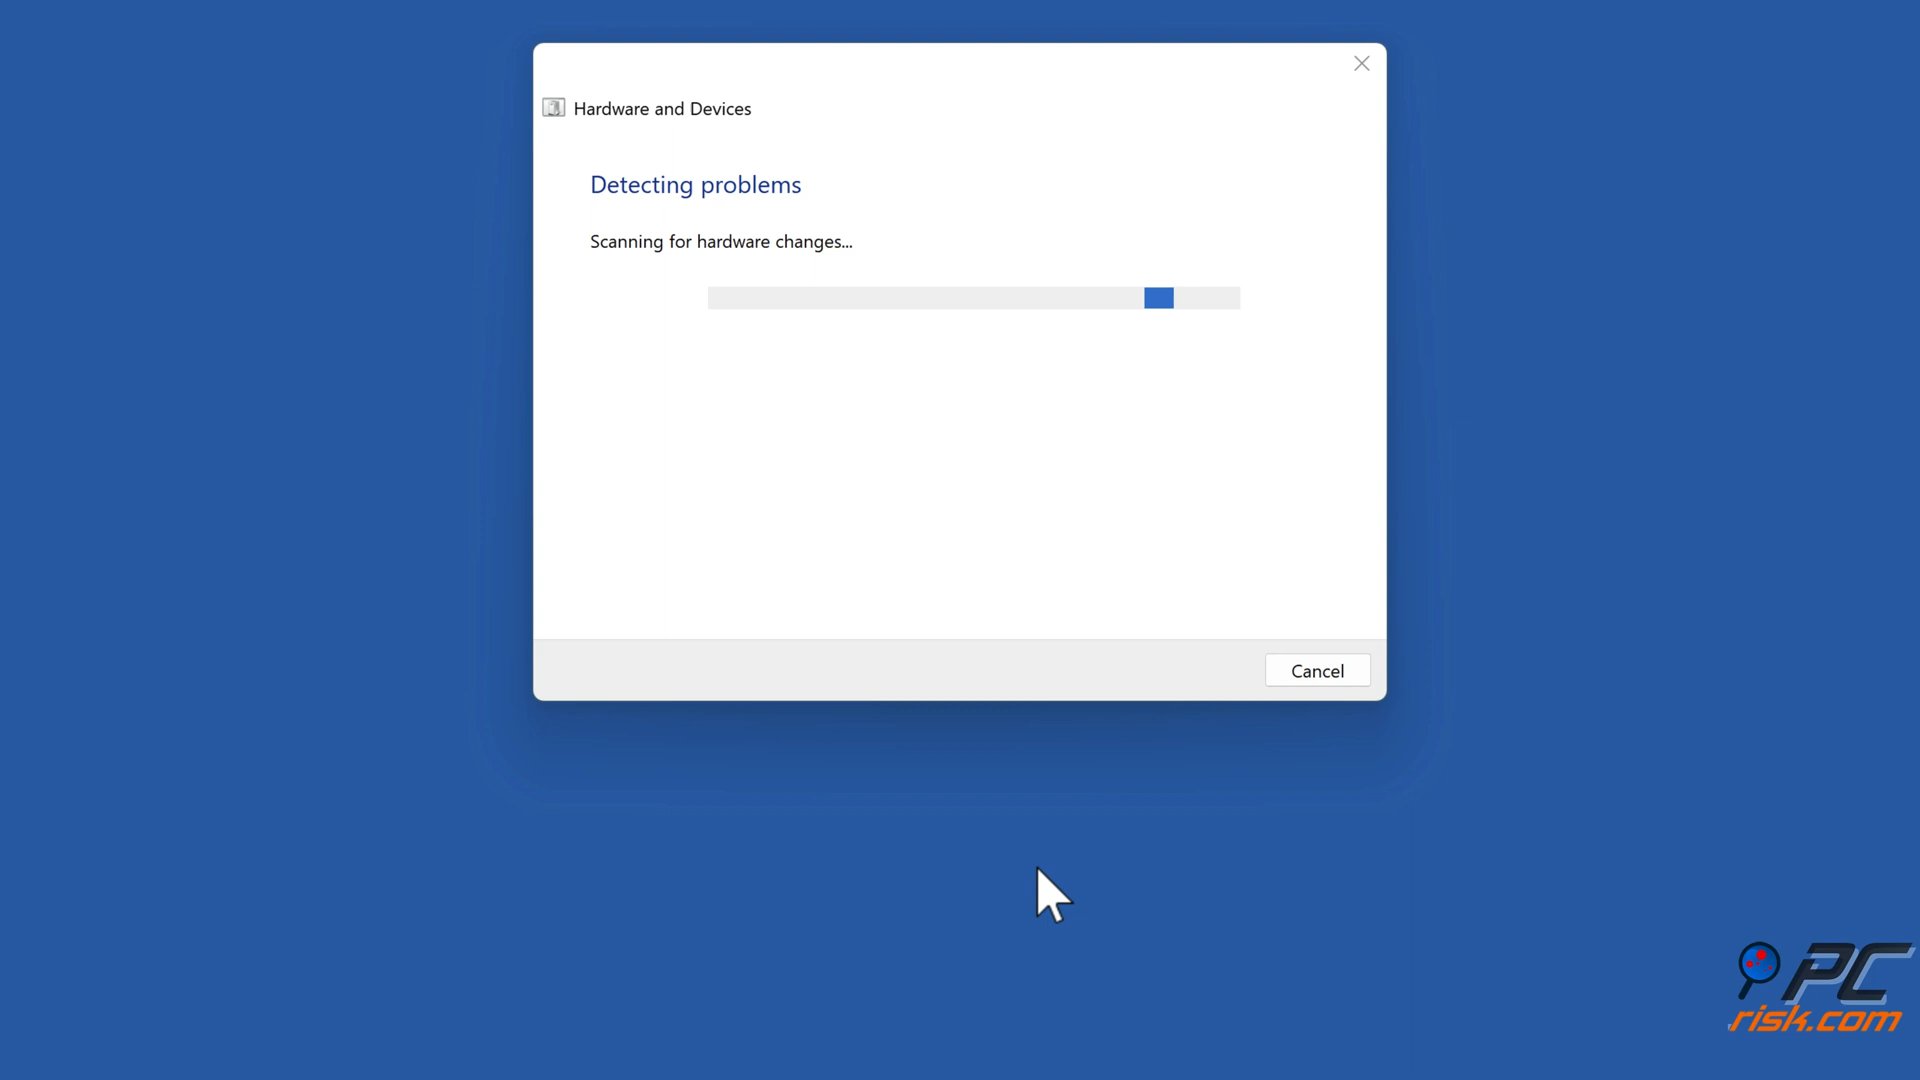 Hardware and Devices
Detecting problems
Scanning for hardware changes...
Cancel
PC
risk.com